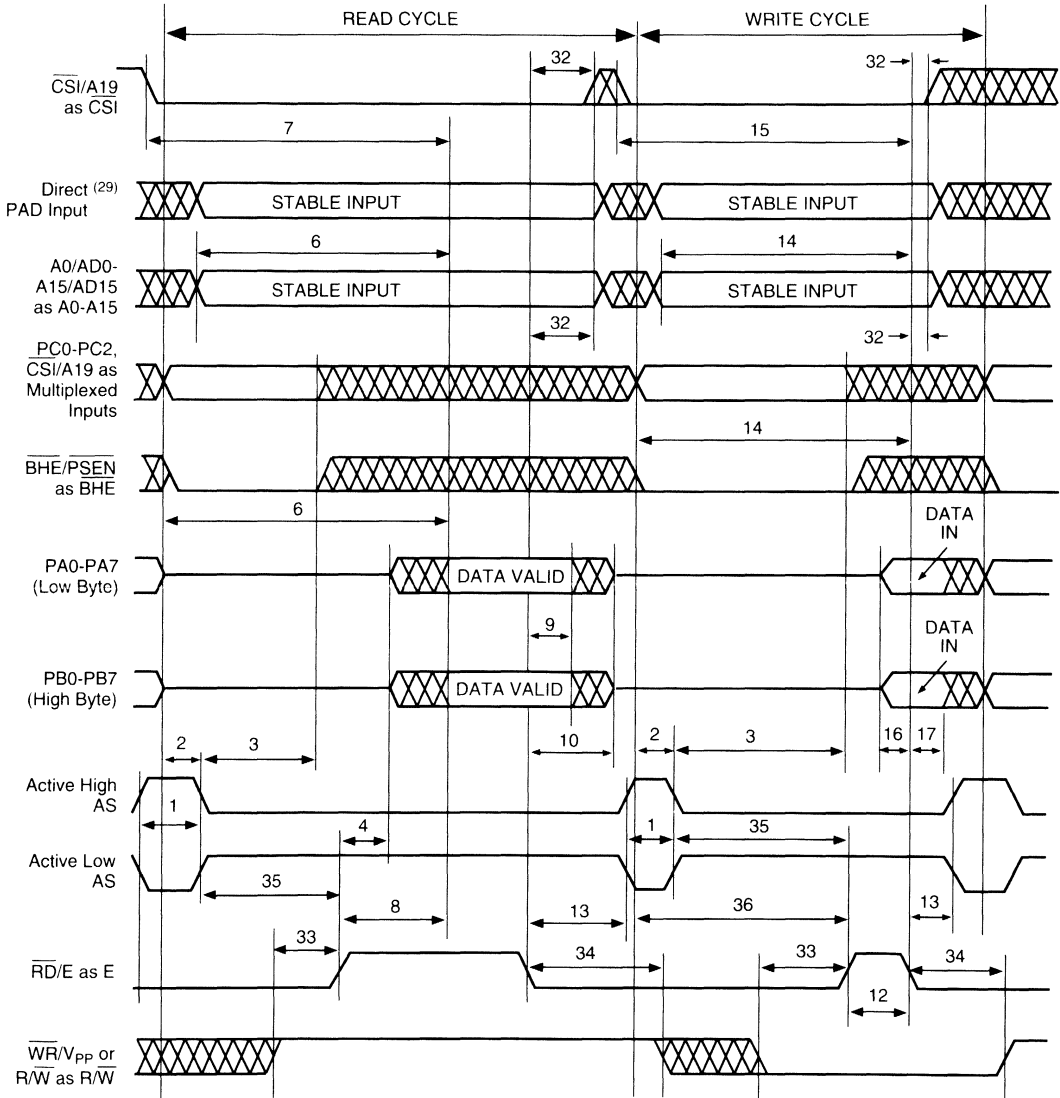 READ CYCLE WRITE CYCLE
32 32
CSI/A19
as CSI
7 15
Direct (29)
PAD Input
STABLE INPUT STABLE INPUT
6 14
A0/AD0-
A15/AD15
as A0-A15
STABLE INPUT STABLE INPUT
32 32
PC0-PC2,
CSI/A19 as
Multiplexed
Inputs
14
BHE/PSEN
as BHE
6
DATA
IN
PA0-PA7
(Low Byte)
DATA VALID
9
DATA
IN
PB0-PB7
(High Byte)
DATA VALID
10 16 17
2 3 2 3
Active High
AS
1 4 1 35
Active Low
AS
35 8 13 36 13
33 34 33 34
RD/E as E
12
WR/VPP or
R/W as R/W